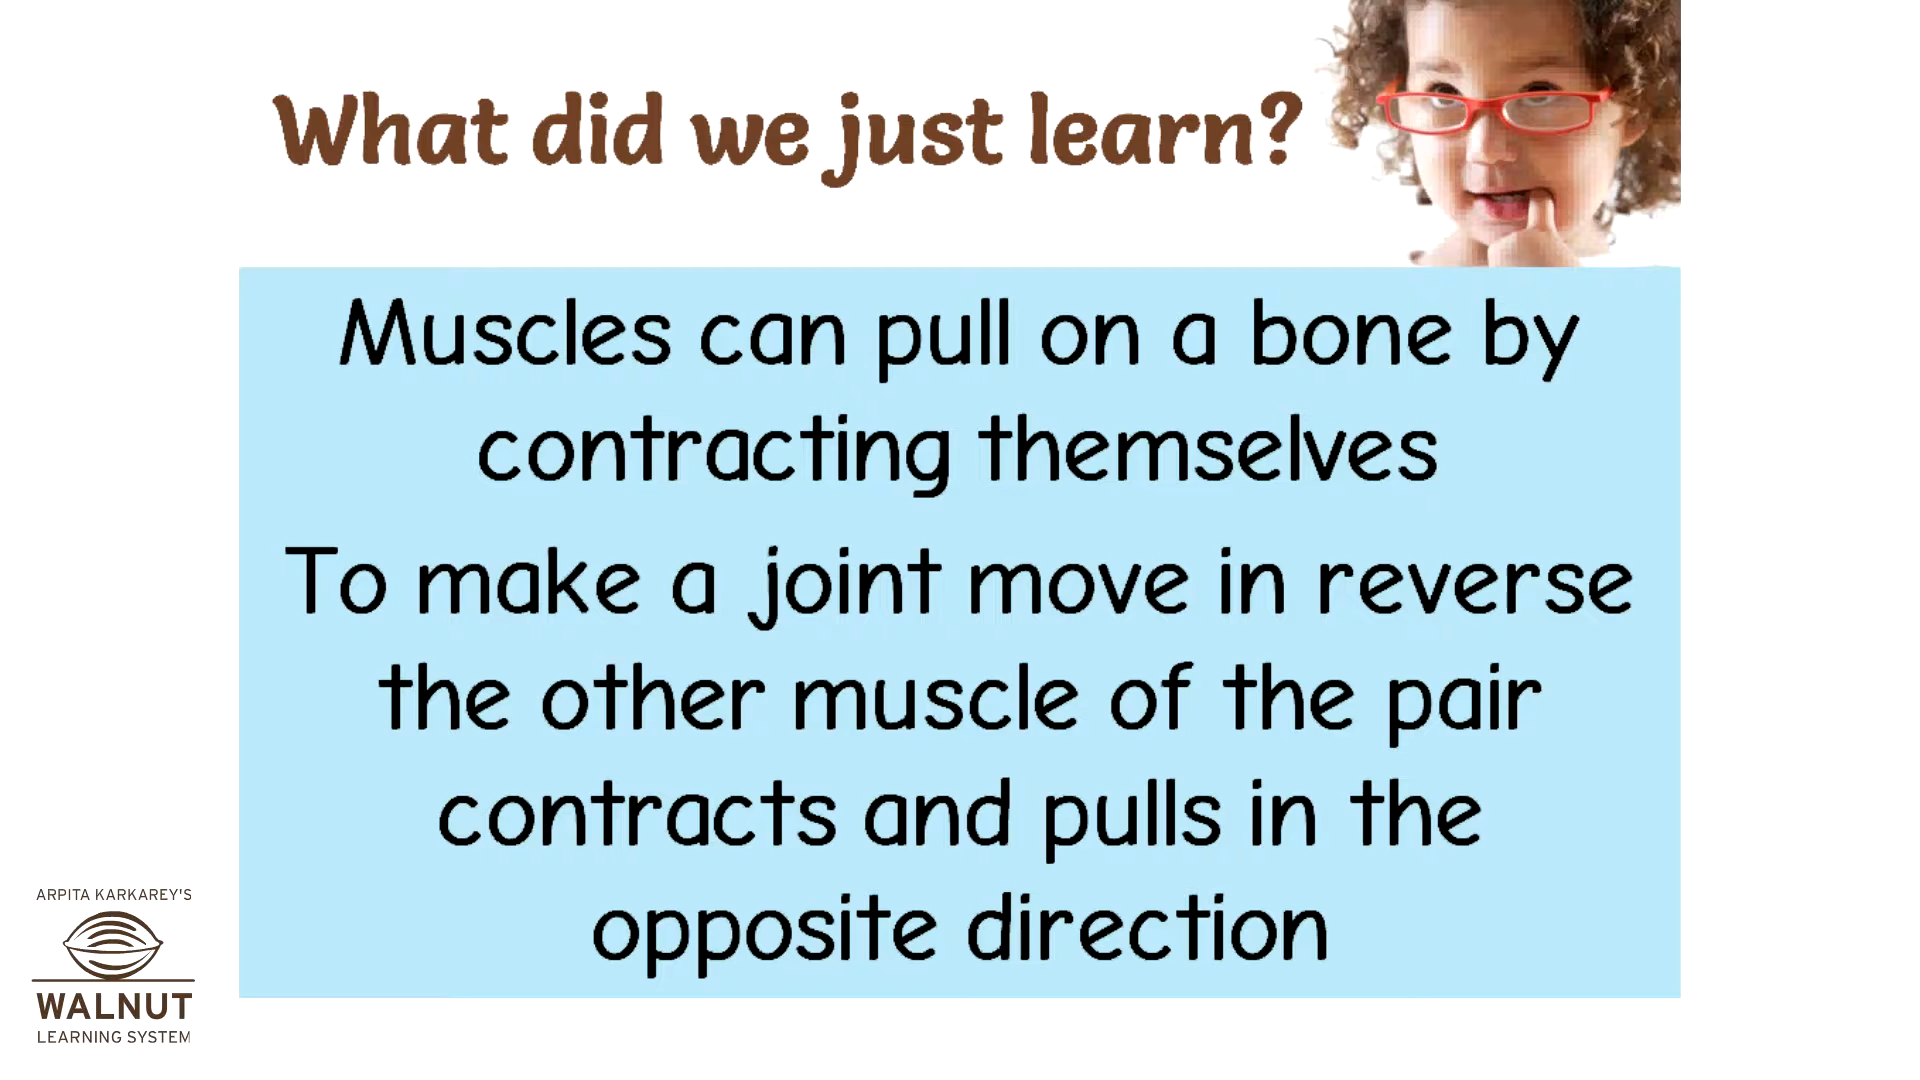 What did we just learn?
Muscles can pull on a bone by
contracting themselves
To make a joint move in reverse
the other muscle of the pair
contracts and pulls in the
opposite direction
ARPITA KARKAREY'S
WALNUT
LEARNING SYSTEM